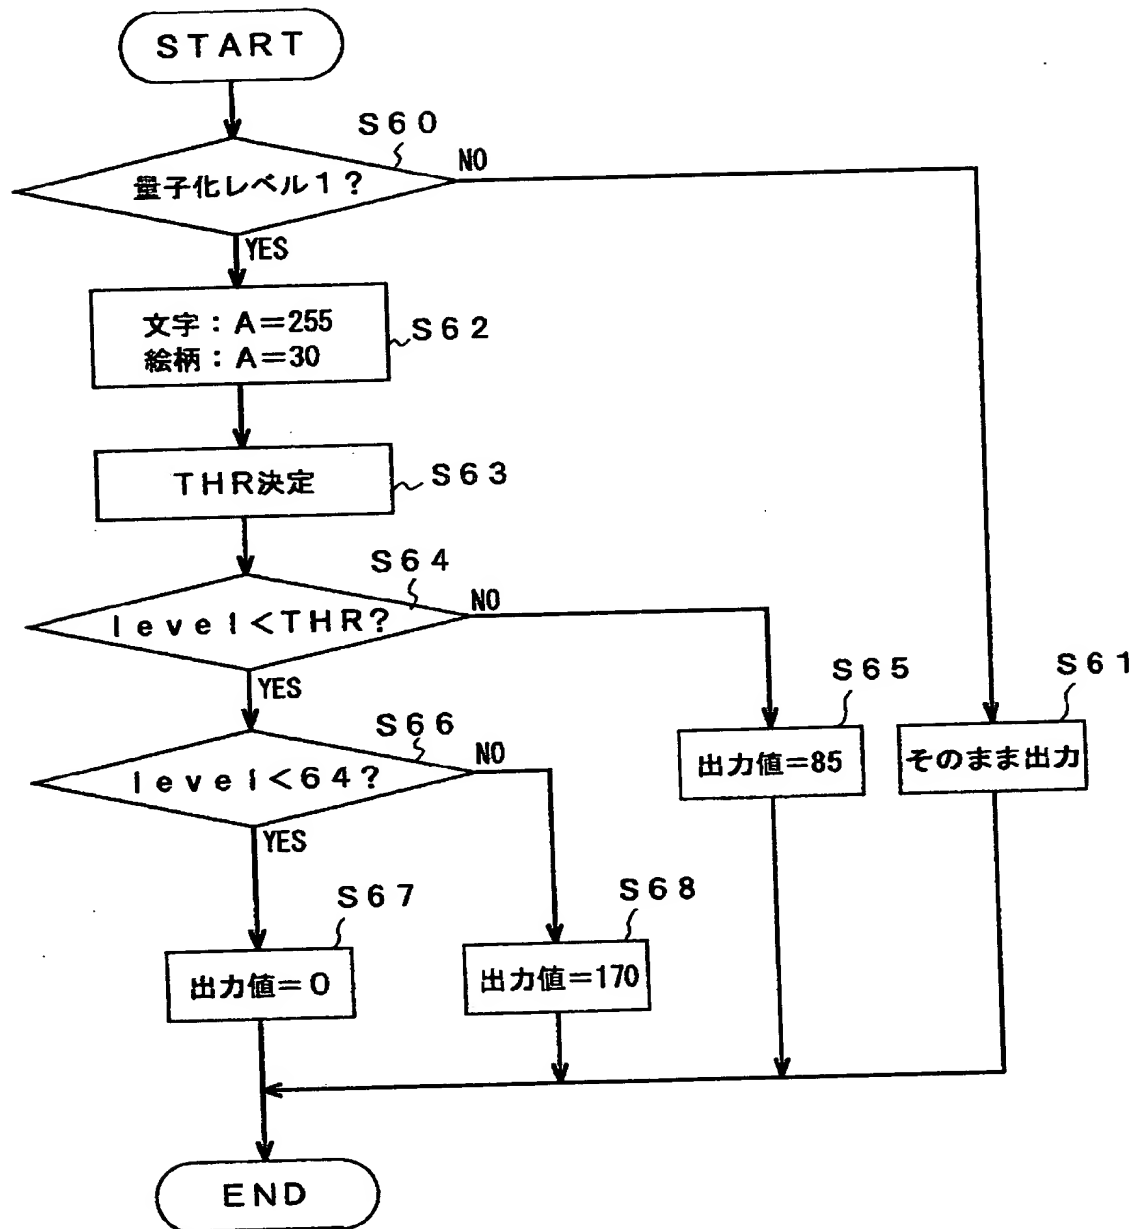 START
S60
量子化レベル1?
NO
YES
文字:A=255
絵柄:A=30
S62
THR決定
S63
S64
level<THR?
NO
YES
S65
S61
出力値=85
そのまま出力
S66
level<64?
NO
YES
S67
S68
出力値=0
出力値=170
END